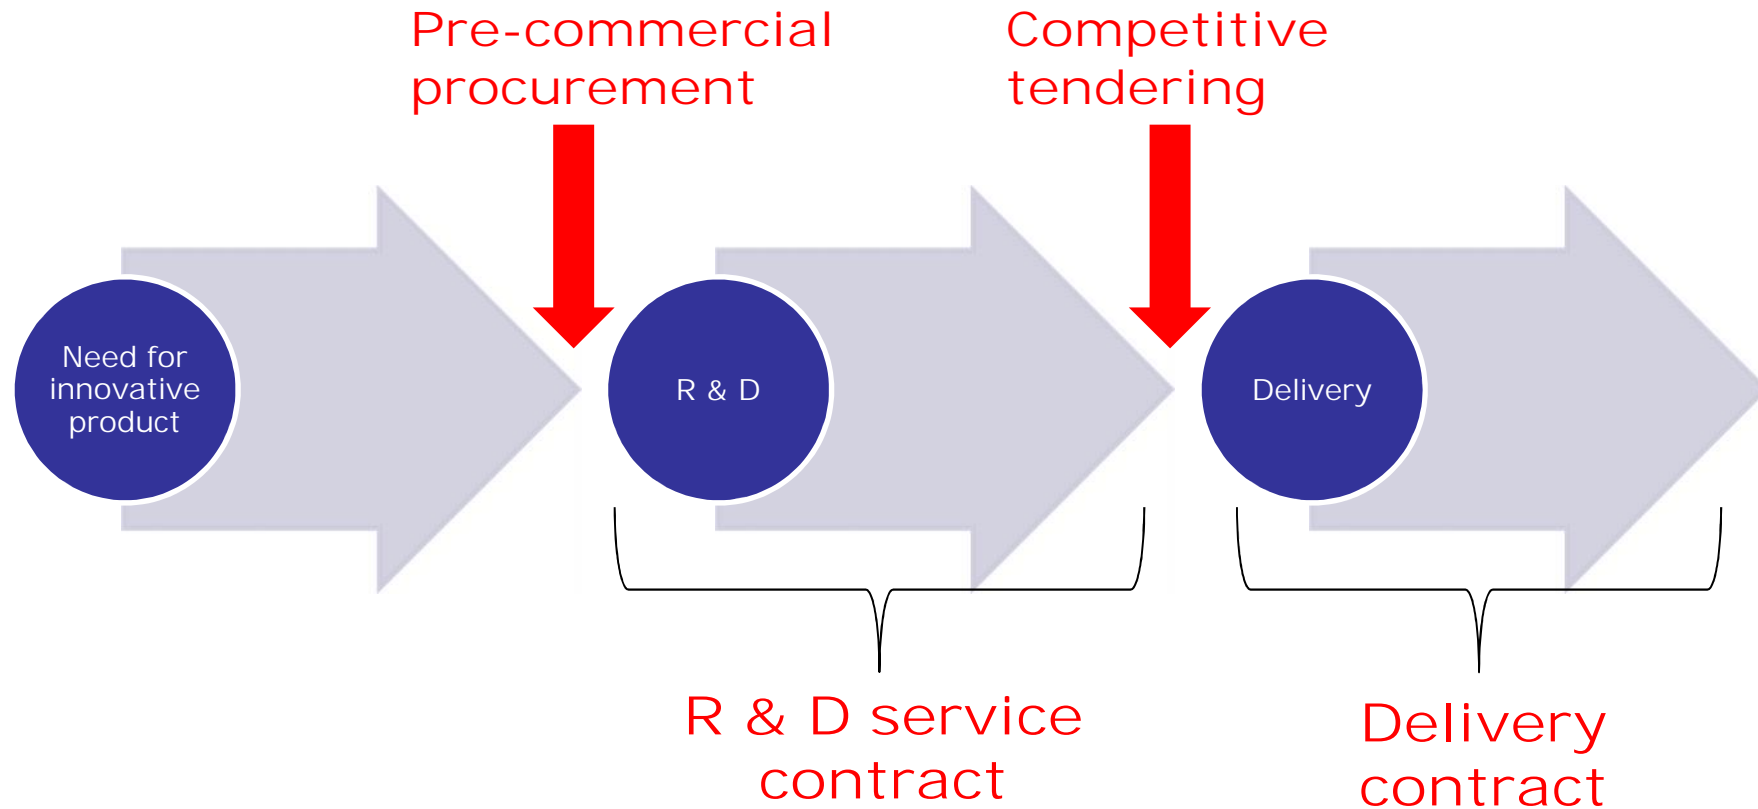 Pre-commercial
procurement
Competitive
tendering
Need for
innovative
product
R & D
Delivery
R & D service
contract
Delivery
contract